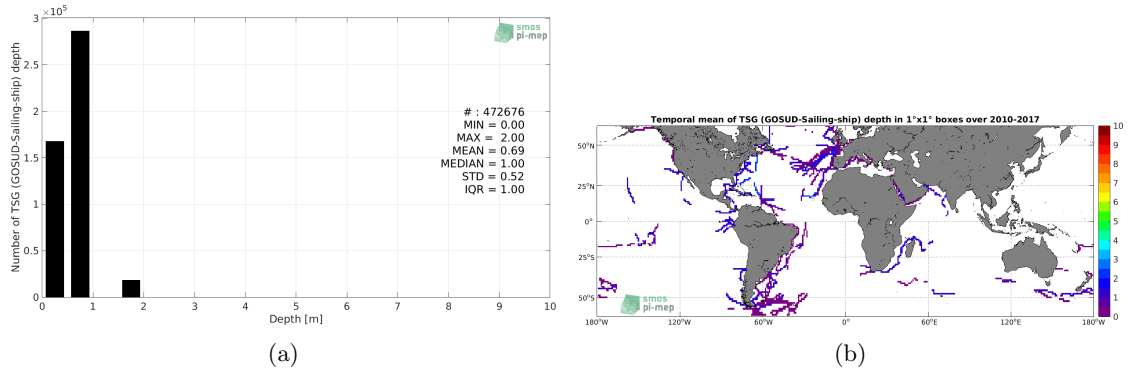 ×10⁵
3
2.5
2
1.5
1
0.5
0
Number of TSG (GOSUD-Sailing-ship) depth
smos
pi-mep
# : 472676
MIN = 0.00
MAX = 2.00
MEAN = 0.69
MEDIAN = 1.00
STD = 0.52
IQR = 1.00
0 1 2 3 4 5 6 7 8 9 10
Depth [m]
(a)
Temporal mean of TSG (GOSUD-Sailing-ship) depth in 1°x1° boxes over 2010-2017
50°N
25°N
0°
25°S
50°S
smos
pi-mep
180°W 120°W 60°W 0° 60°E 120°E 180°W
10
9
8
7
6
5
4
3
2
1
0
(b)